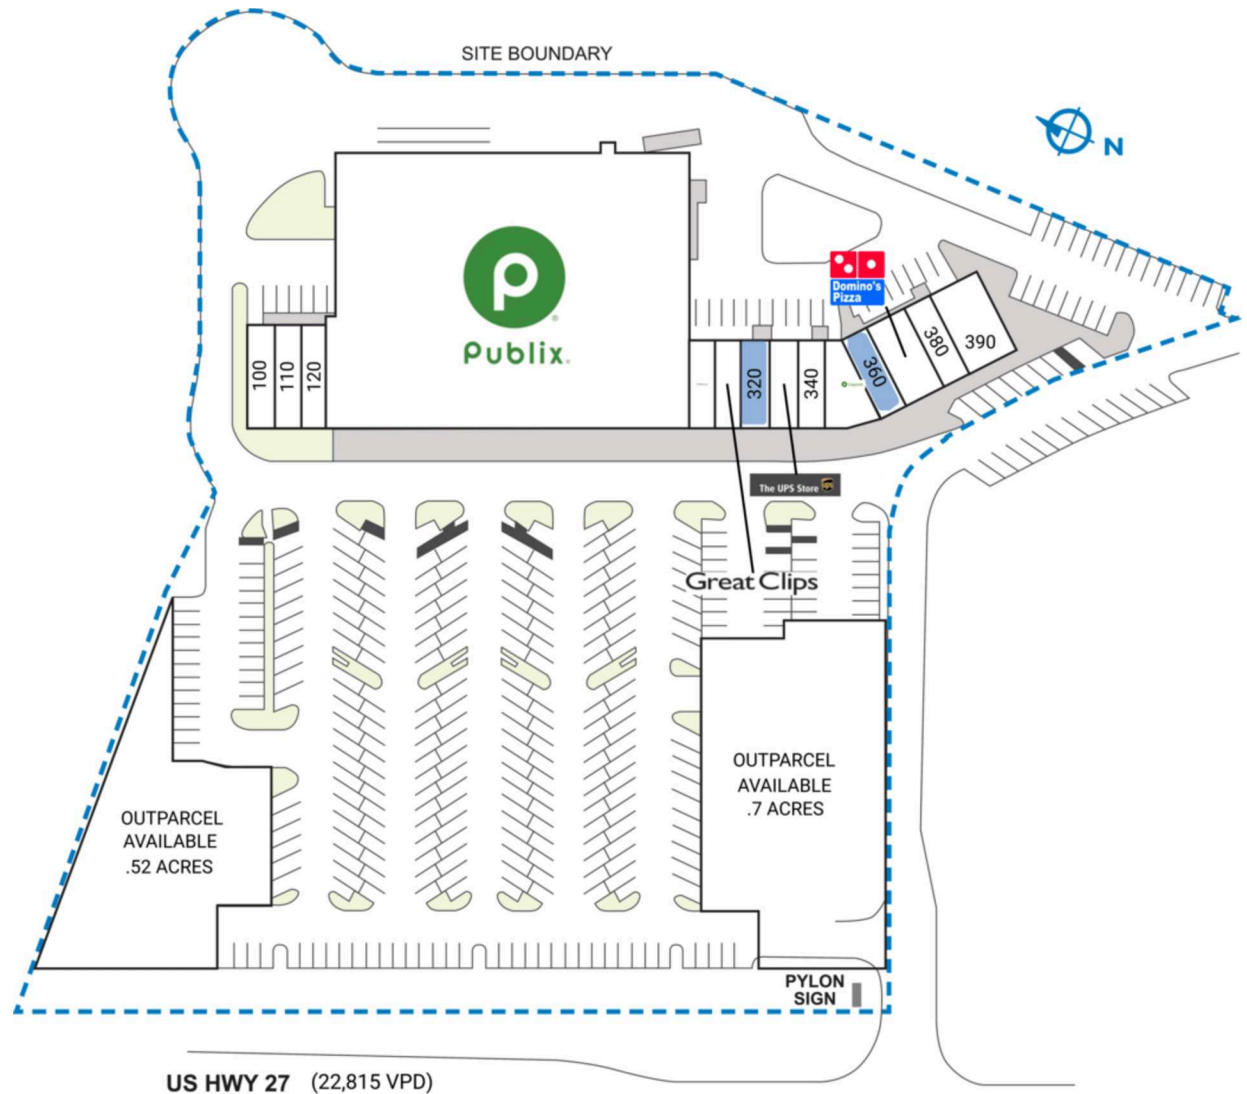 SITE BOUNDARY
N
Publix.
Domino's
Pizza
100
110
120
320
340
360
380
390
The UPS Store
ups
Great Clips
OUTPARCEL
AVAILABLE
.7 ACRES
OUTPARCEL
AVAILABLE
.52 ACRES
PYLON
SIGN
US HWY 27 (22,815 VPD)